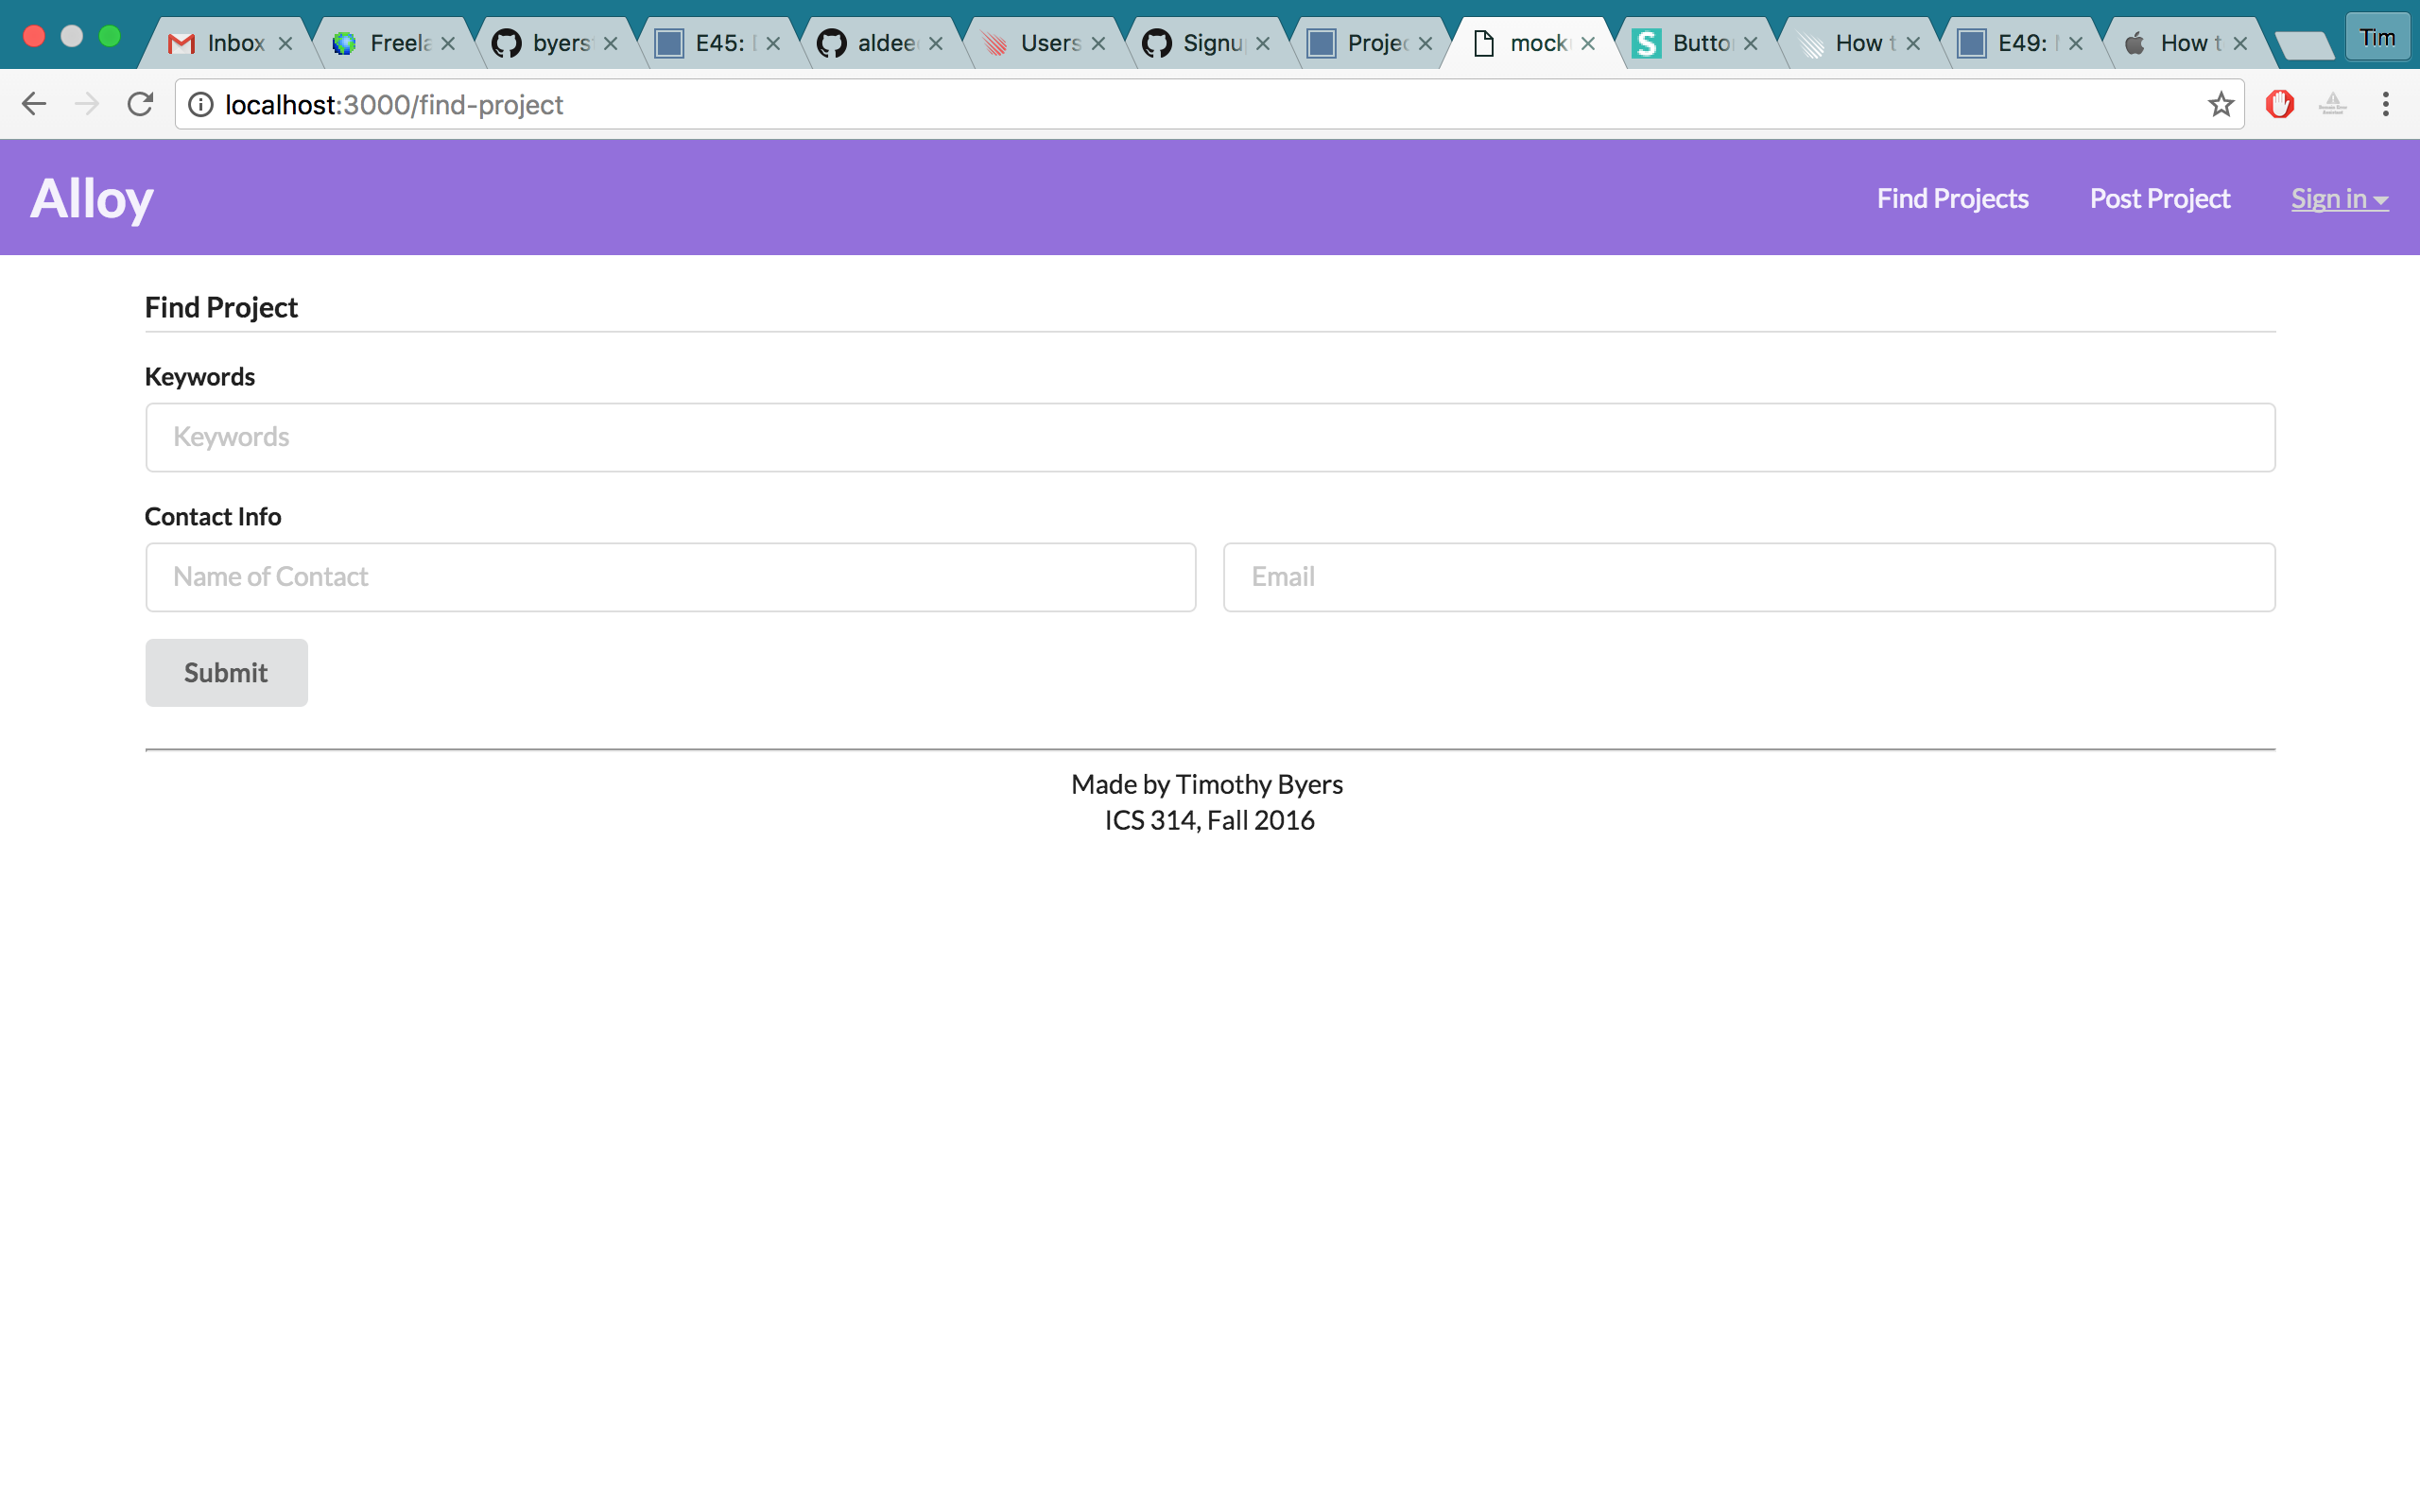 Inbox Freela byers E45: aldee Users Signu Projec mock Butto How t E49: How t Tim
localhost:3000/find-project
Alloy Find Projects Post Project Sign in
Find Project
Keywords
Keywords
Contact Info
Name of Contact Email
Submit
Made by Timothy Byers
ICS 314, Fall 2016